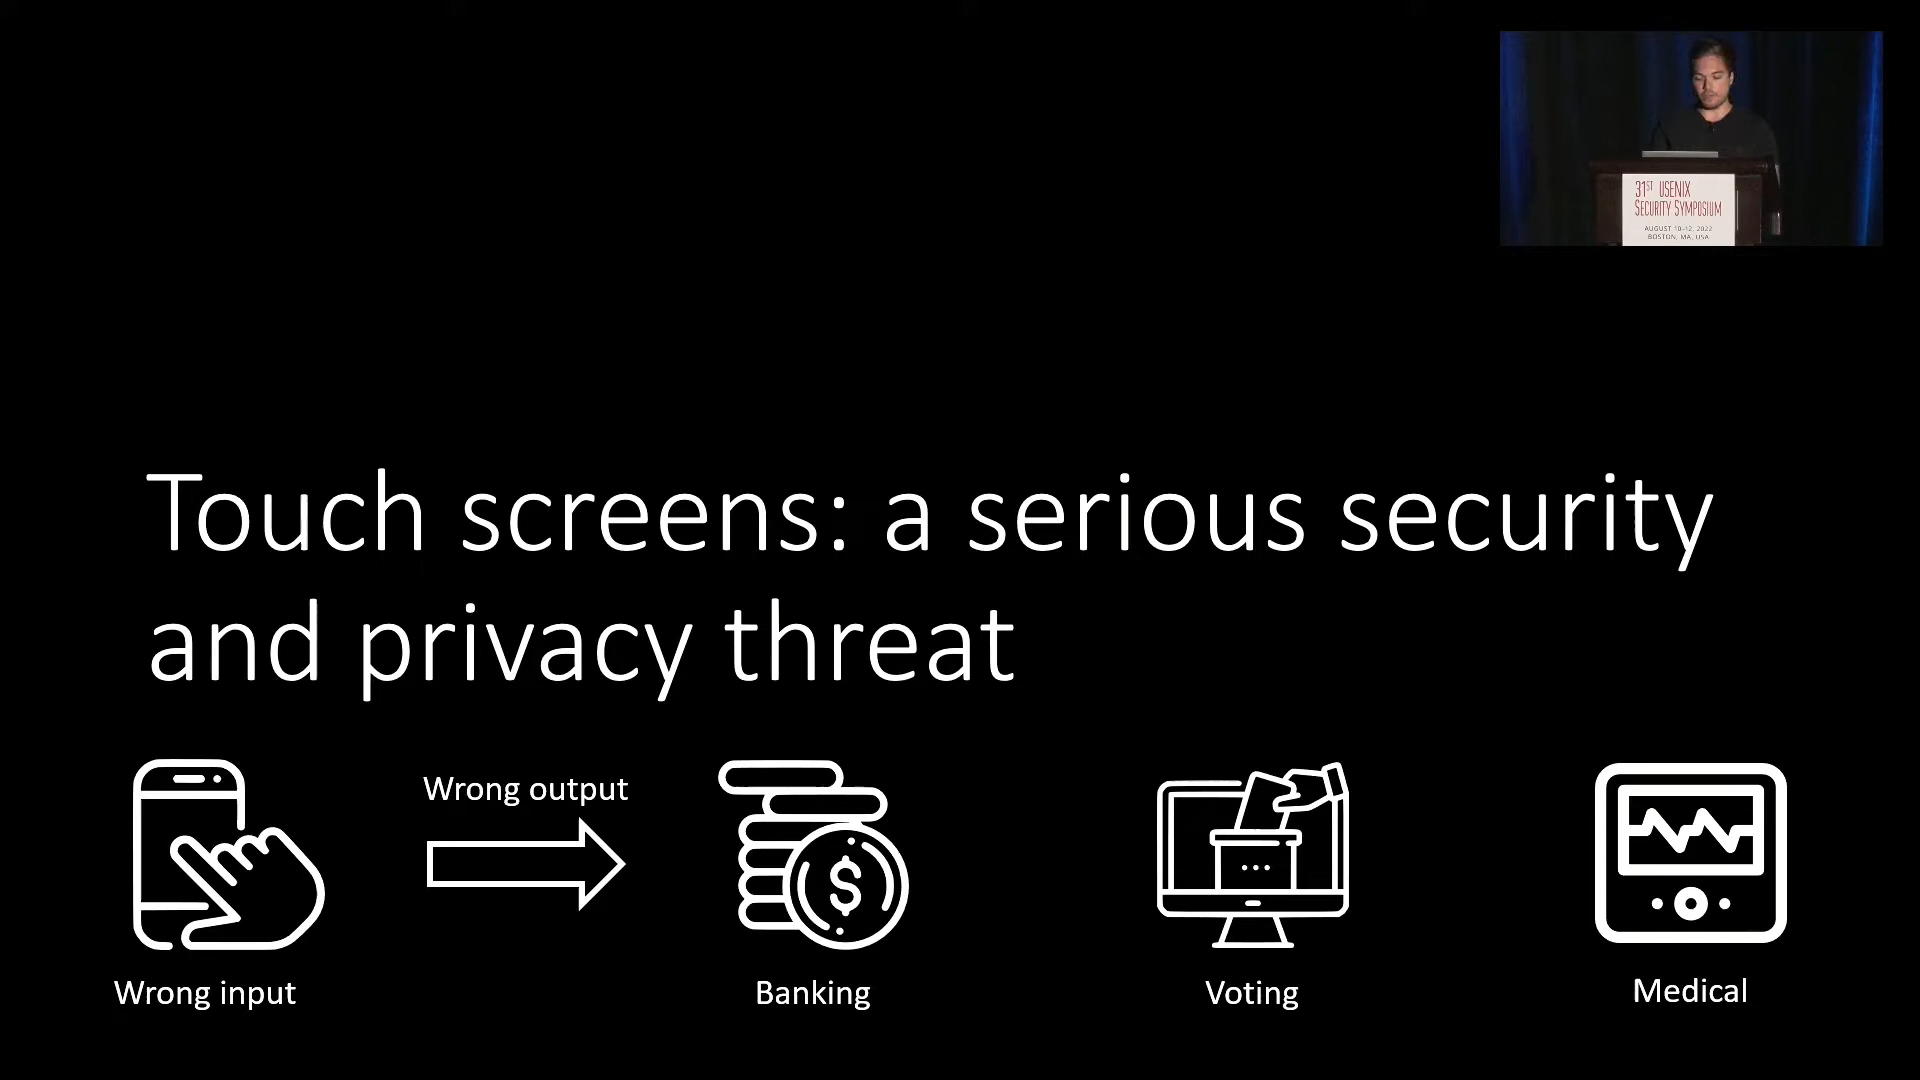 31ST USENIX
SECURITY SYMPOSIUM
AUGUST 10–12, 2022
BOSTON, MA, USA
Touch screens: a serious security
and privacy threat
Wrong output
Wrong input
Banking
Voting
Medical